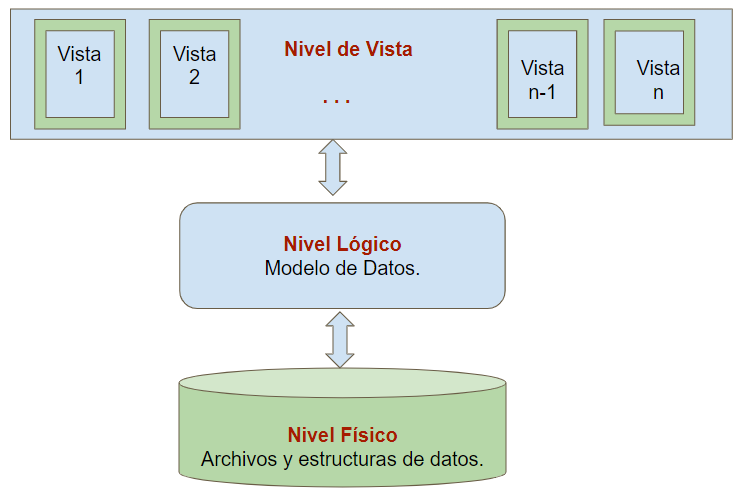 Nivel de Vista
Vista
1
Vista
2
. . .
Vista
n-1
Vista
n
Nivel Lógico
Modelo de Datos.
Nivel Físico
Archivos y estructuras de datos.